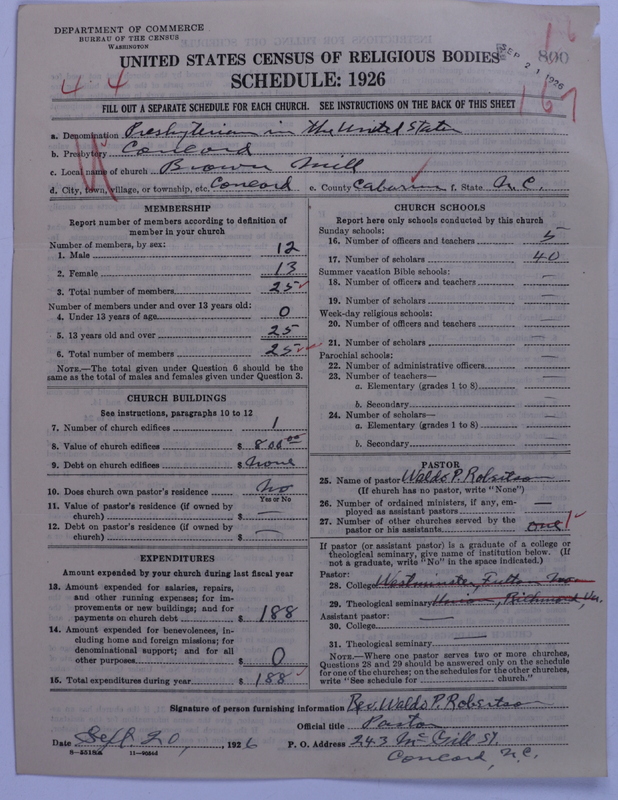 DEPARTMENT OF COMMERCE
BUREAU OF THE CENSUS
WASHINGTON
UNITED STATES CENSUS OF RELIGIOUS BODIES
SCHEDULE: 1926
SEP 21 1926
800
44
167
FILL OUT A SEPARATE SCHEDULE FOR EACH CHURCH. SEE INSTRUCTIONS ON THE BACK OF THIS SHEET
a. Denomination Presbyterian in the United States
b. Presbytery Concord
c. Local name of church Brown Mill
d. City, town, village, or township, etc. Concord e. County Cabarrus f. State N.C.
MEMBERSHIP
Report number of members according to definition of
member in your church
Number of members, by sex:
1. Male 12
2. Female 13
3. Total number of members 25
Number of members under and over 13 years old:
4. Under 13 years of age 0
5. 13 years old and over 25
6. Total number of members 25
NOTE.—The total given under Question 6 should be
same as the total of males and females given under Question 3.
CHURCH BUILDINGS
See instructions, paragraphs 10 to 12
7. Number of church edifices 1
8. Value of church edifices $ 800.00
9. Debt on church edifices $ none
10. Does church own pastor's residence No
Yes or No
11. Value of pastor's residence (if owned by
church) $ —
12. Debt on pastor's residence (if owned by
church) $ —
EXPENDITURES
Amount expended by your church during last fiscal year
13. Amount expended for salaries, repairs,
and other running expenses; for im-
provements or new buildings; and for
payments on church debt $ 188
14. Amount expended for benevolences, in-
cluding home and foreign missions; for
denominational support; and for all
other purposes $ 0
15. Total expenditures during year $ 188
CHURCH SCHOOLS
Report here only schools conducted by this church
Sunday schools:
16. Number of officers and teachers 5
17. Number of scholars 40
Summer vacation Bible schools:
18. Number of officers and teachers —
19. Number of scholars —
Week-day religious schools:
20. Number of officers and teachers —
21. Number of scholars —
Parochial schools:
22. Number of administrative officers —
23. Number of teachers—
a. Elementary (grades 1 to 8) —
b. Secondary —
24. Number of scholars—
a. Elementary (grades 1 to 8) —
b. Secondary —
PASTOR
25. Name of pastor Waldo P. Robertson
(If church has no pastor, write "None")
26. Number of ordained ministers, if any, em-
ployed as assistant pastors —
27. Number of other churches served by the
pastor or his assistants one 1
If pastor (or assistant pastor) is a graduate of a college or
theological seminary, give name of institution below. (If
not a graduate, write "No" in the space indicated.)
Pastor:
28. College Westminster, Fulton Mo
29. Theological seminary Union, Richmond, Va.
Assistant pastor:
30. College —
31. Theological seminary —
NOTE.—Where one pastor serves two or more churches,
Questions 28 and 29 should be answered only on the schedule
for one of the churches; on the schedules for the other churches,
write "See schedule for ____ church."
Signature of person furnishing information Rev. Waldo P. Robertson
Official title Pastor
Date Sept. 20, 1926 P. O. Address 243 McGill St.
Concord, N.C.